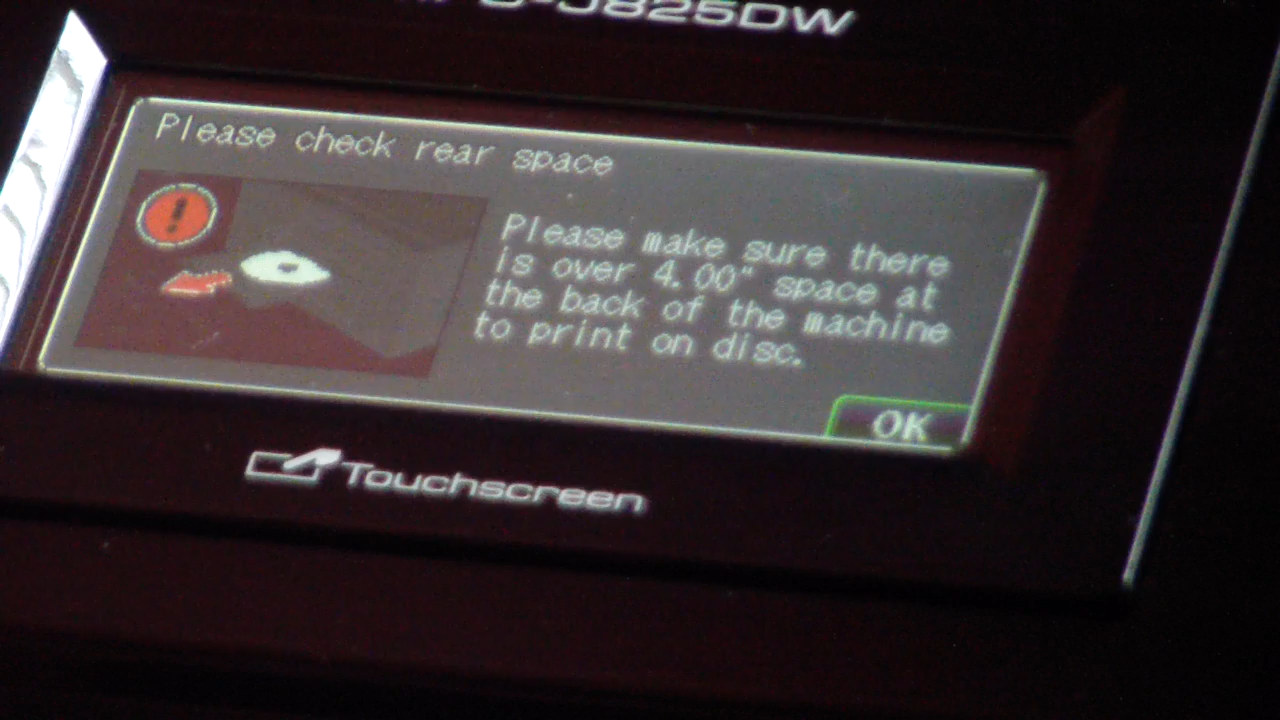 J825DW
Please check rear space
Please make sure there
is over 4.00" space at
the back of the machine
to print on disc.
OK
Touchscreen